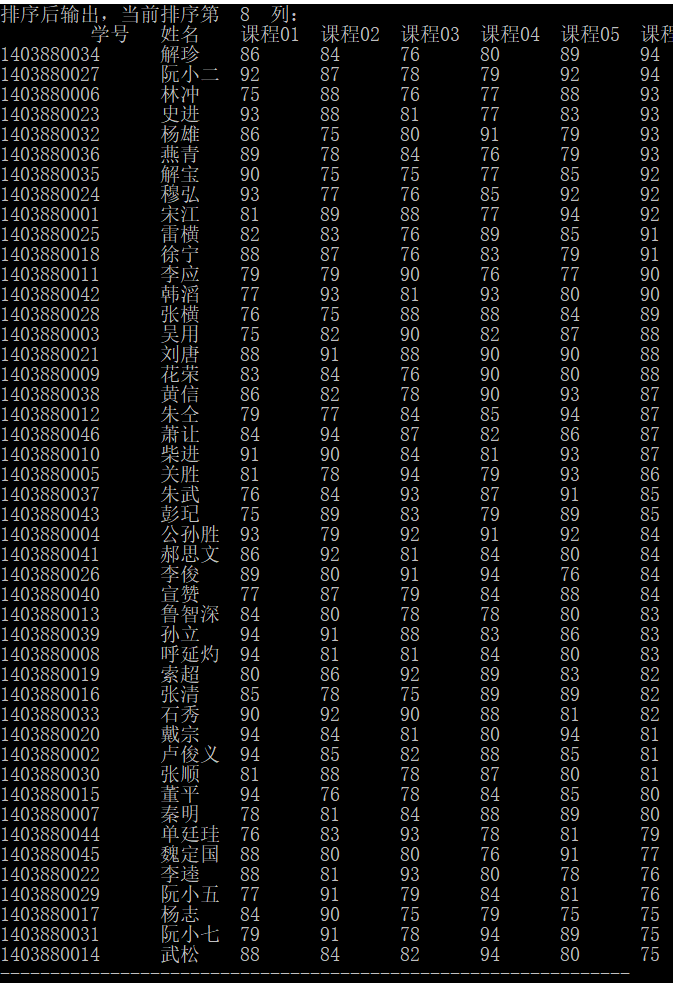 排序后输出，当前排序第  8  列：
学号 姓名 课程01 课程02 课程03 课程04 课程05 课程
1403880034 解珍 86 84 76 80 89 94
1403880027 阮小二 92 87 78 79 92 94
1403880006 林冲 75 88 76 77 88 93
1403880023 史进 93 88 81 77 83 93
1403880032 杨雄 86 75 80 91 79 93
1403880036 燕青 89 78 84 76 79 93
1403880035 解宝 90 75 75 77 85 92
1403880024 穆弘 93 77 76 85 92 92
1403880001 宋江 81 89 88 77 94 92
1403880025 雷横 82 83 76 89 85 91
1403880018 徐宁 88 87 76 83 79 91
1403880011 李应 79 79 90 76 77 90
1403880042 韩滔 77 93 81 93 80 90
1403880028 张横 76 75 88 88 84 89
1403880003 吴用 75 82 90 82 87 88
1403880021 刘唐 88 91 88 90 90 88
1403880009 花荣 83 84 76 90 80 88
1403880038 黄信 86 82 78 90 93 87
1403880012 朱仝 79 77 84 85 94 87
1403880046 萧让 84 94 87 82 86 87
1403880010 柴进 91 90 84 81 93 87
1403880005 关胜 81 78 94 79 93 86
1403880037 朱武 76 84 93 87 91 85
1403880043 彭玘 75 89 83 79 89 85
1403880004 公孙胜 93 79 92 91 92 84
1403880041 郝思文 86 92 81 84 80 84
1403880026 李俊 89 80 91 94 76 84
1403880040 宣赞 77 87 79 84 88 84
1403880013 鲁智深 84 80 78 78 80 83
1403880039 孙立 94 91 88 83 86 83
1403880008 呼延灼 94 81 81 84 80 83
1403880019 索超 80 86 92 89 83 82
1403880016 张清 85 78 75 89 89 82
1403880033 石秀 90 92 90 88 81 82
1403880020 戴宗 94 84 81 80 94 81
1403880002 卢俊义 94 85 82 88 85 81
1403880030 张顺 81 88 78 87 80 81
1403880015 董平 94 76 78 84 85 80
1403880007 秦明 78 81 84 88 89 80
1403880044 单廷珪 76 83 93 78 81 79
1403880045 魏定国 88 80 80 76 91 77
1403880022 李逵 88 81 93 80 78 76
1403880029 阮小五 77 91 79 84 81 76
1403880017 杨志 84 90 75 79 75 75
1403880031 阮小七 79 91 78 94 89 75
1403880014 武松 88 84 82 94 80 75
---------------------------------------------------------------